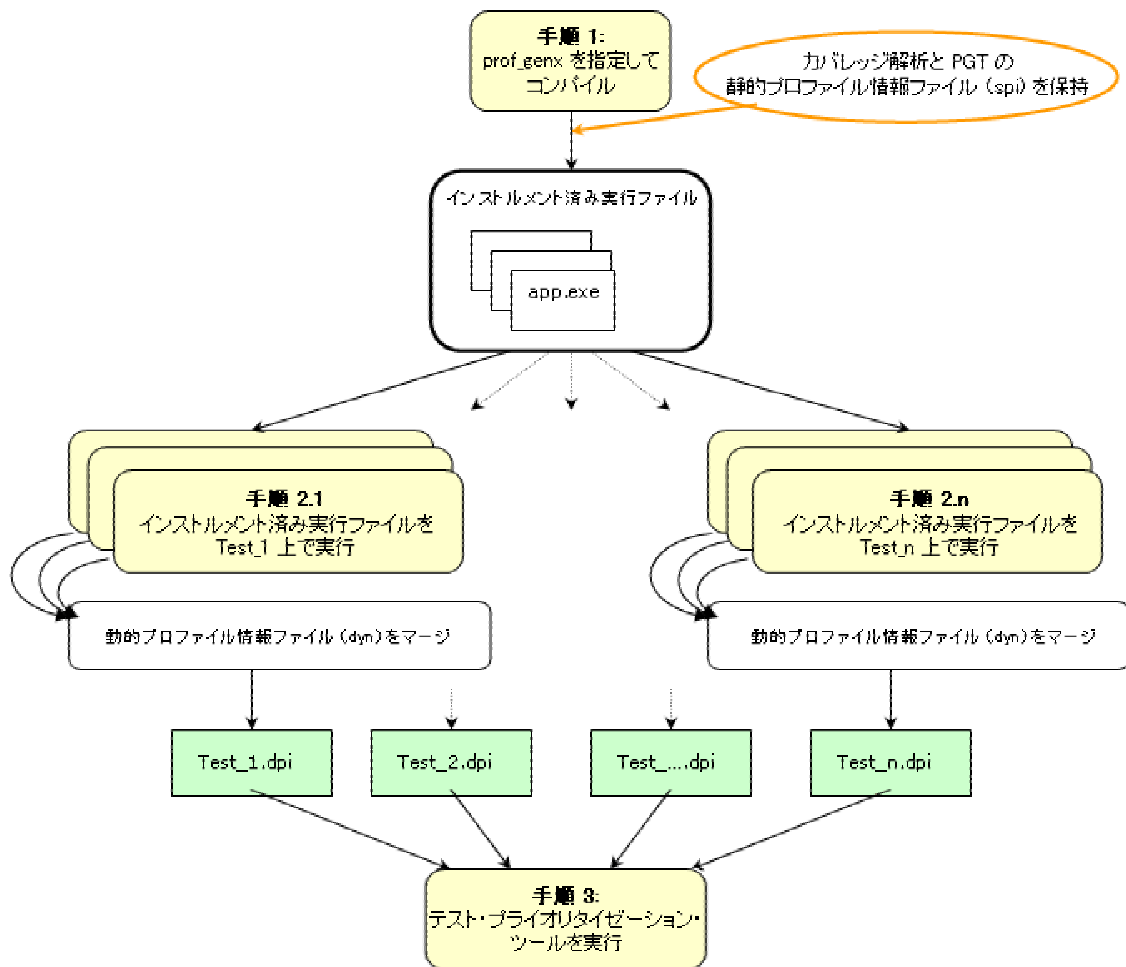 手順 1:
prof_genx を指定して
コンパイル
カバレッジ解析と PGT の
静的プロファイル情報ファイル (spi) を保持
インストルメント済み実行ファイル
app.exe
手順 2.1
インストルメント済み実行ファイルを
Test_1 上で実行
手順 2.n
インストルメント済み実行ファイルを
Test_n 上で実行
動的プロファイル情報ファイル (dyn) をマージ
動的プロファイル情報ファイル (dyn) をマージ
Test_1.dpi
Test_2.dpi
Test_....dpi
Test_n.dpi
手順 3:
テスト・プライオリタイゼーション・
ツールを実行